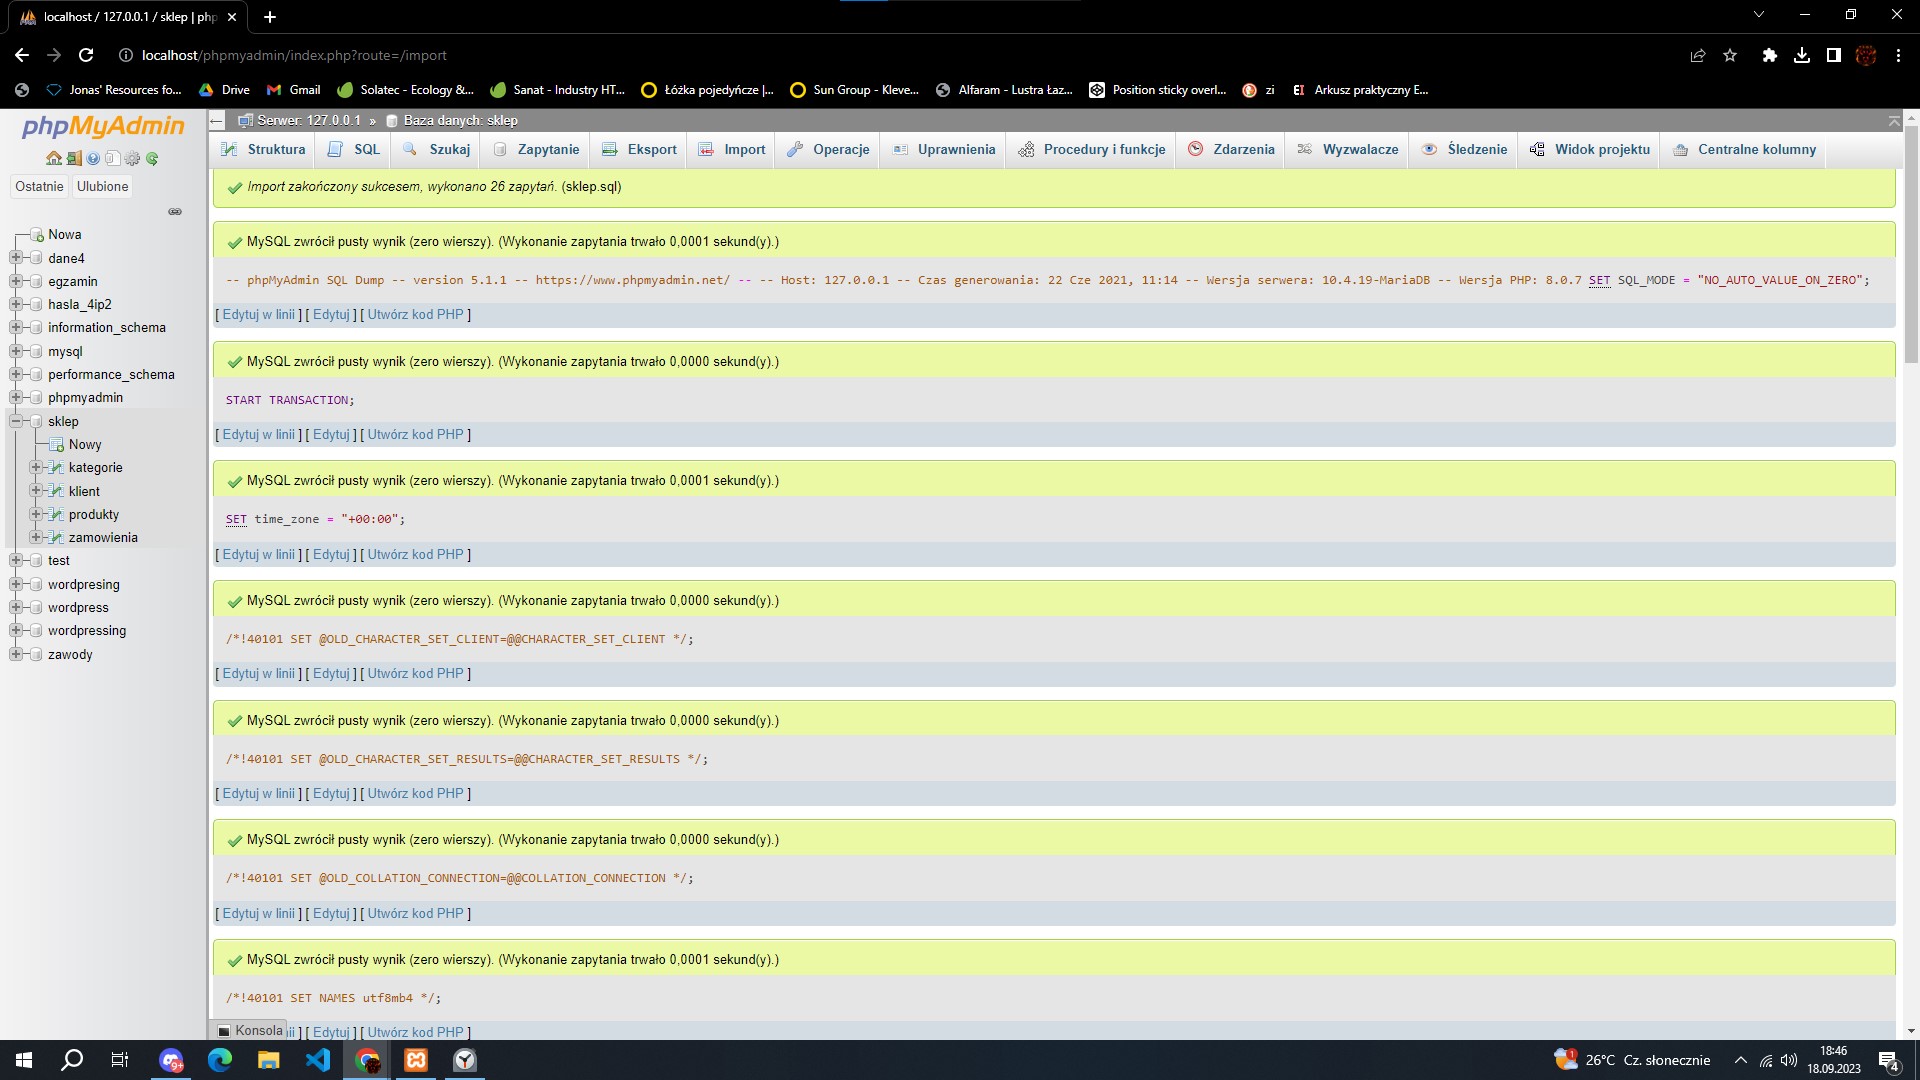 localhost / 127.0.0.1 / sklep | php
localhost/phpmyadmin/index.php?route=/import
Jonas' Resources fo...
Drive
Gmail
Solatec - Ecology &...
Sanat - Industry HT...
Łóżka pojedyńcze |...
Sun Group - Kleve...
Alfaram - Lustra Łaz...
Position sticky overl...
zi
EI
Arkusz praktyczny E...
phpMyAdmin
Ostatnie
Ulubione
Nowa
dane4
egzamin
hasla_4ip2
information_schema
mysql
performance_schema
phpmyadmin
sklep
Nowy
kategorie
klient
produkty
zamowienia
test
wordpresing
wordpress
wordpressing
zawody
Serwer: 127.0.0.1 » Baza danych: sklep
Struktura
SQL
Szukaj
Zapytanie
Eksport
Import
Operacje
Uprawnienia
Procedury i funkcje
Zdarzenia
Wyzwalacze
Śledzenie
Widok projektu
Centralne kolumny
Import zakończony sukcesem, wykonano 26 zapytań. (sklep.sql)
MySQL zwrócił pusty wynik (zero wierszy). (Wykonanie zapytania trwało 0,0001 sekund(y).)
-- phpMyAdmin SQL Dump -- version 5.1.1 -- https://www.phpmyadmin.net/ -- -- Host: 127.0.0.1 -- Czas generowania: 22 Cze 2021, 11:14 -- Wersja serwera: 10.4.19-MariaDB -- Wersja PHP: 8.0.7 SET SQL_MODE = "NO_AUTO_VALUE_ON_ZERO";
[ Edytuj w linii ] [ Edytuj ] [ Utwórz kod PHP ]
MySQL zwrócił pusty wynik (zero wierszy). (Wykonanie zapytania trwało 0,0000 sekund(y).)
START TRANSACTION;
[ Edytuj w linii ] [ Edytuj ] [ Utwórz kod PHP ]
MySQL zwrócił pusty wynik (zero wierszy). (Wykonanie zapytania trwało 0,0001 sekund(y).)
SET time_zone = "+00:00";
[ Edytuj w linii ] [ Edytuj ] [ Utwórz kod PHP ]
MySQL zwrócił pusty wynik (zero wierszy). (Wykonanie zapytania trwało 0,0000 sekund(y).)
/*!40101 SET @OLD_CHARACTER_SET_CLIENT=@@CHARACTER_SET_CLIENT */;
[ Edytuj w linii ] [ Edytuj ] [ Utwórz kod PHP ]
MySQL zwrócił pusty wynik (zero wierszy). (Wykonanie zapytania trwało 0,0000 sekund(y).)
/*!40101 SET @OLD_CHARACTER_SET_RESULTS=@@CHARACTER_SET_RESULTS */;
[ Edytuj w linii ] [ Edytuj ] [ Utwórz kod PHP ]
MySQL zwrócił pusty wynik (zero wierszy). (Wykonanie zapytania trwało 0,0000 sekund(y).)
/*!40101 SET @OLD_COLLATION_CONNECTION=@@COLLATION_CONNECTION */;
[ Edytuj w linii ] [ Edytuj ] [ Utwórz kod PHP ]
MySQL zwrócił pusty wynik (zero wierszy). (Wykonanie zapytania trwało 0,0001 sekund(y).)
/*!40101 SET NAMES utf8mb4 */;
Konsola
ii ] [ Edytuj ] [ Utwórz kod PHP ]
9+
1
26°C Cz. słonecznie
18:46
18.09.2023
4